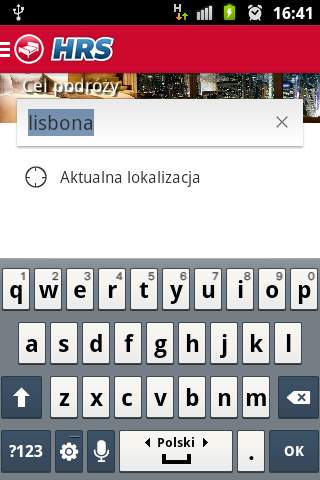 H 16:41
HRS
Cel podróży
lisbona
Aktualna lokalizacja
1 2 3 4 5 6 7 8 9 0
q w e r t y u i o p
a s d f g h j k l
z x c v b n m
?123 Polski . OK